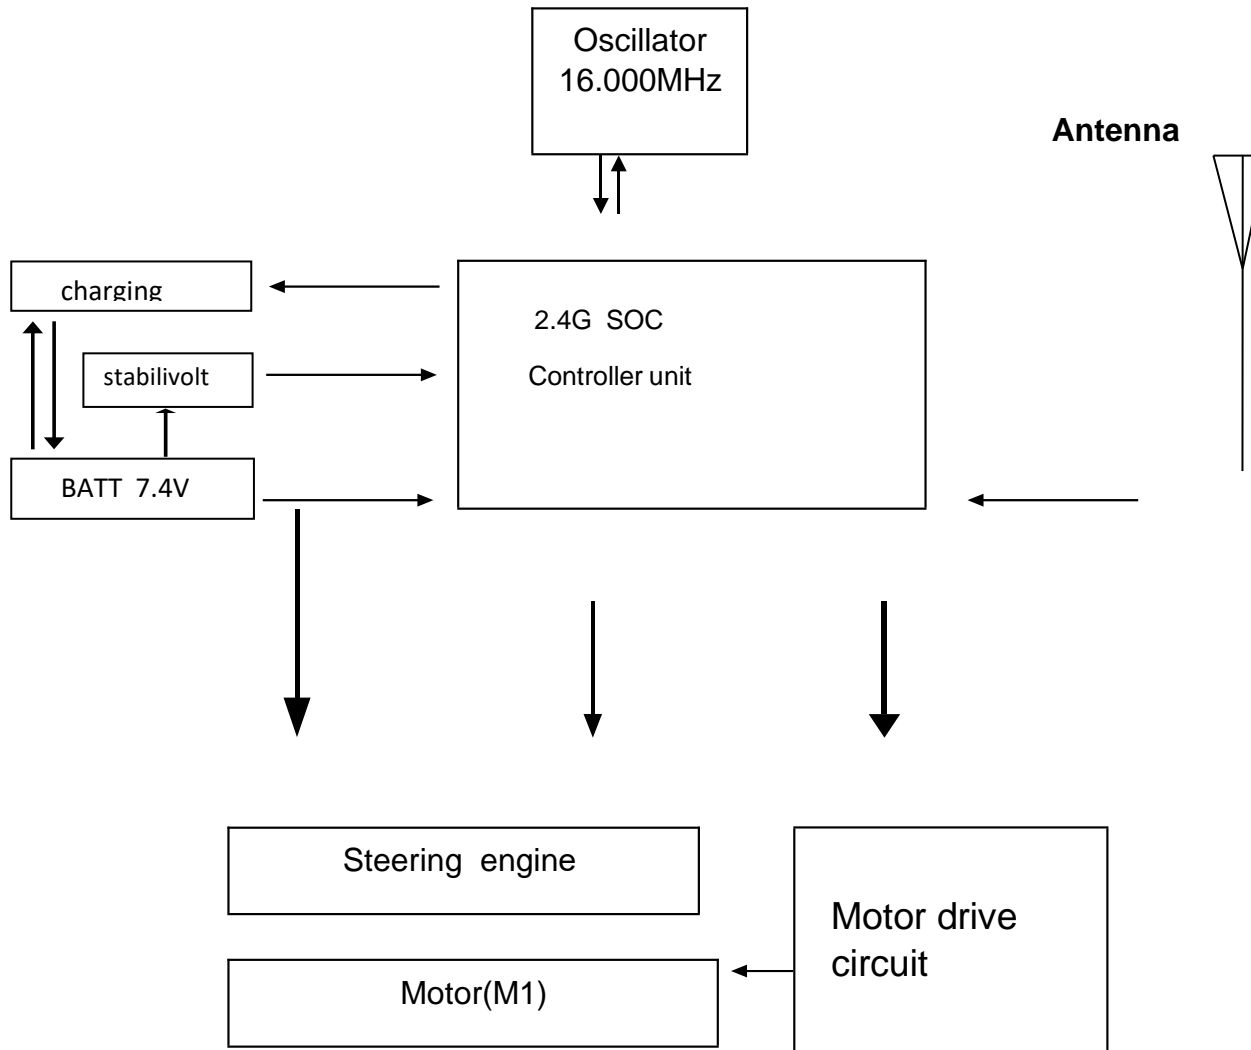 Oscillator
16.000MHz
Antenna
charging
2.4G SOC
stabilivolt
Controller unit
BATT 7.4V
Steering engine
Motor drive
circuit
Motor(M1)